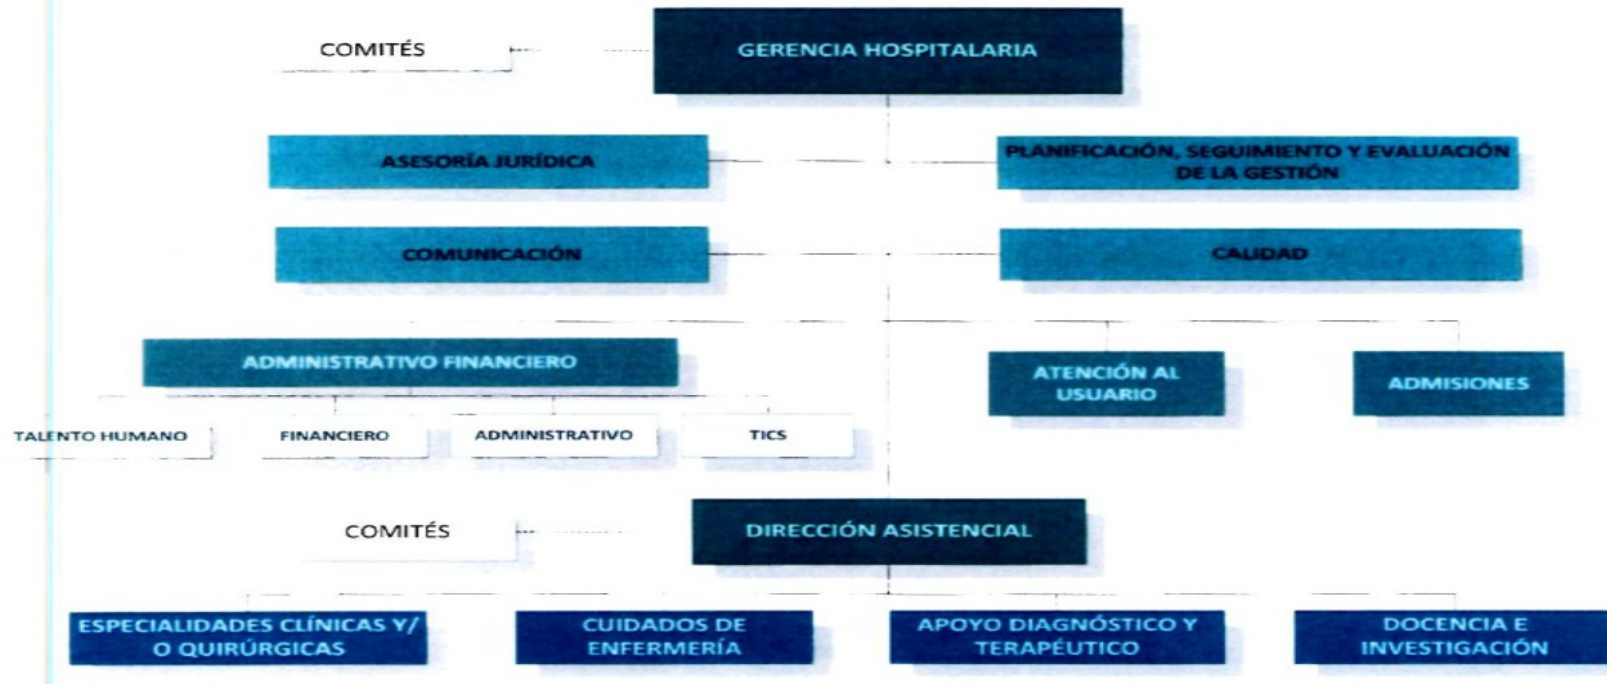 COMITÉS
GERENCIA HOSPITALARIA
ASESORÍA JURÍDICA
PLANIFICACIÓN, SEGUIMIENTO Y EVALUACIÓN
DE LA GESTIÓN
COMUNICACIÓN
CALIDAD
ADMINISTRATIVO FINANCIERO
ATENCIÓN AL
USUARIO
ADMISIONES
TALENTO HUMANO
FINANCIERO
ADMINISTRATIVO
TICS
COMITÉS
DIRECCIÓN ASISTENCIAL
ESPECIALIDADES CLÍNICAS Y/
O QUIRÚRGICAS
CUIDADOS DE
ENFERMERÍA
APOYO DIAGNÓSTICO Y
TERAPÉUTICO
DOCENCIA E
INVESTIGACIÓN